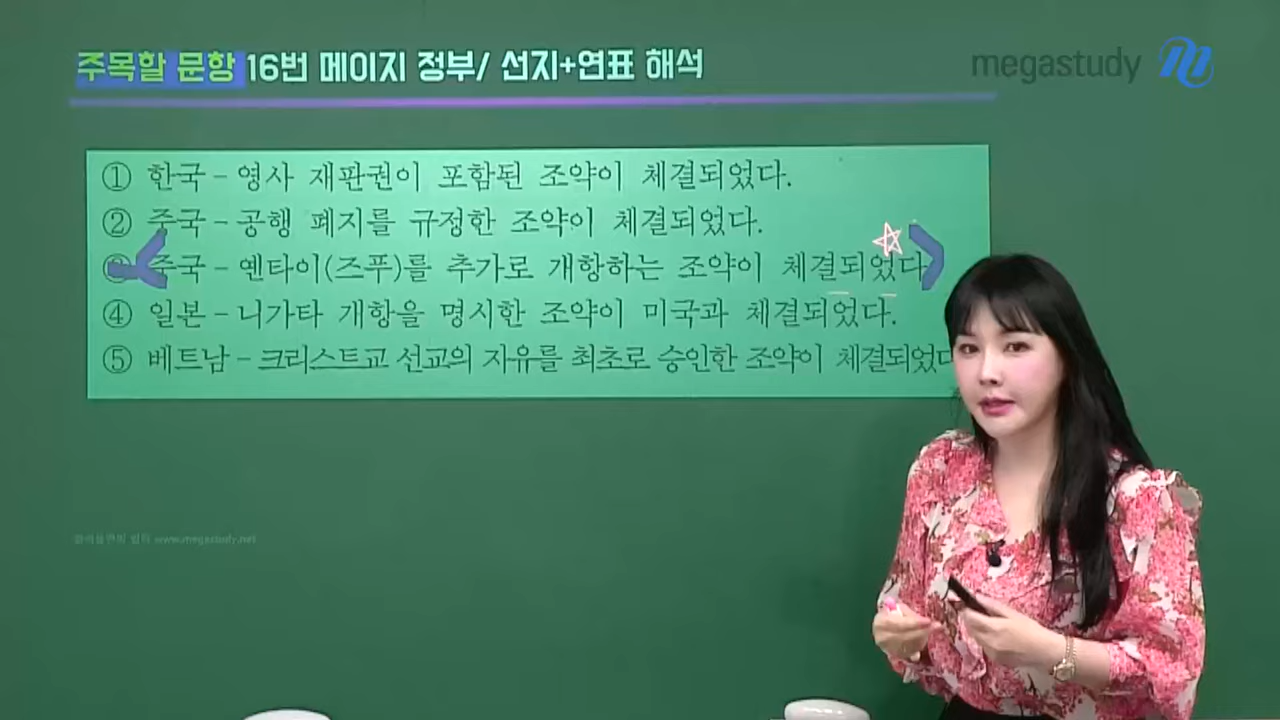 주목할 문항 16번 메이지 정부/ 선지+연표 해석
megastudy
① 한국 - 영사 재판권이 포함된 조약이 체결되었다.
② 중국 - 공행 폐지를 규정한 조약이 체결되었다.
③ 중국 - 옌타이(즈푸)를 추가로 개항하는 조약이 체결되었다
④ 일본 - 니가타 개항을 명시한 조약이 미국과 체결되었다.
⑤ 베트남 - 크리스트교 선교의 자유를 최초로 승인한 조약이 체결되었다
www.megastudy.net